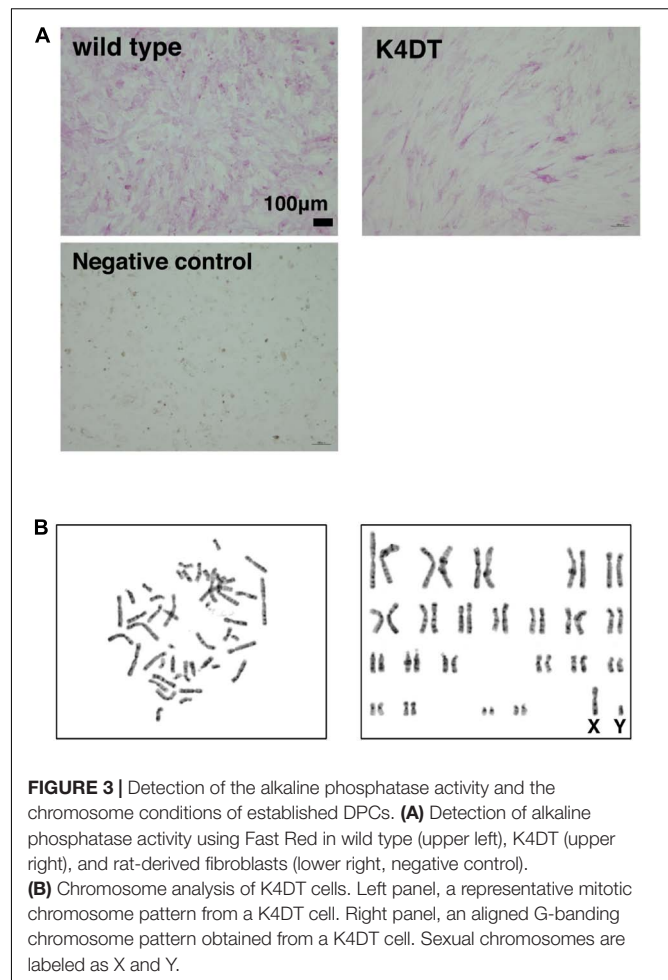 A
wild type
K4DT
100μm
Negative control
B
X Y
FIGURE 3 | Detection of the alkaline phosphatase activity and the
chromosome conditions of established DPCs. (A) Detection of alkaline
phosphatase activity using Fast Red in wild type (upper left), K4DT (upper
right), and rat-derived fibroblasts (lower right, negative control).
(B) Chromosome analysis of K4DT cells. Left panel, a representative mitotic
chromosome pattern from a K4DT cell. Right panel, an aligned G-banding
chromosome pattern obtained from a K4DT cell. Sexual chromosomes are
labeled as X and Y.